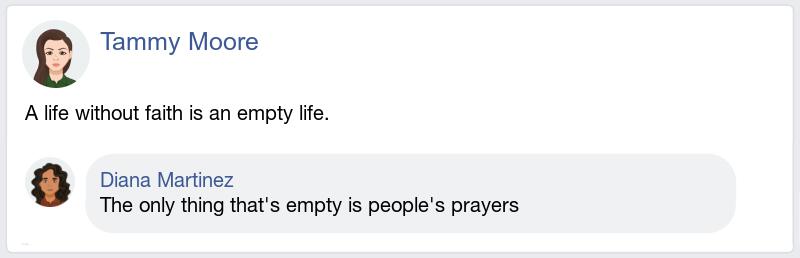 Tammy Moore
A life without faith is an empty life.
Diana Martinez
The only thing that's empty is people's prayers